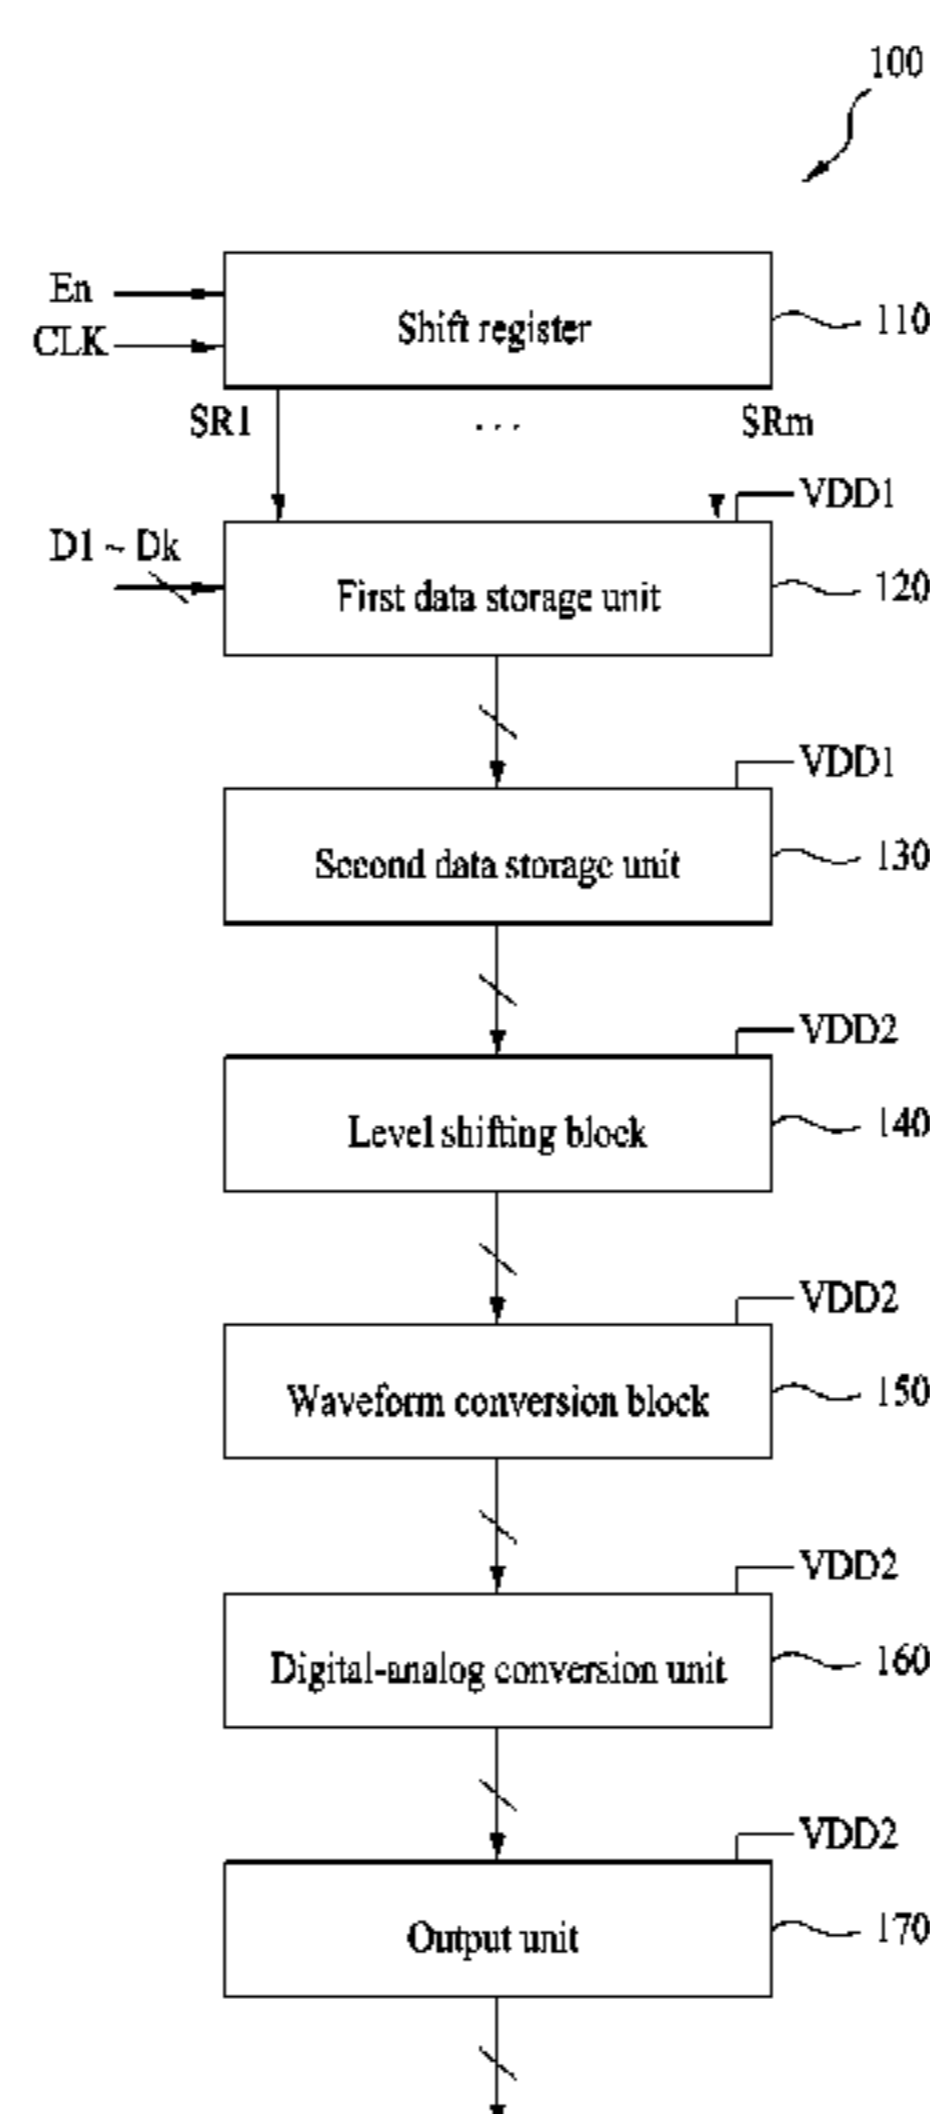 100
En
CLK
Shift register
110
SR1
...
SRm
VDD1
D1 ~ Dk
First data storage unit
120
VDD1
Second data storage unit
130
VDD2
Level shifting block
140
VDD2
Waveform conversion block
150
VDD2
Digital-analog conversion unit
160
VDD2
Output unit
170